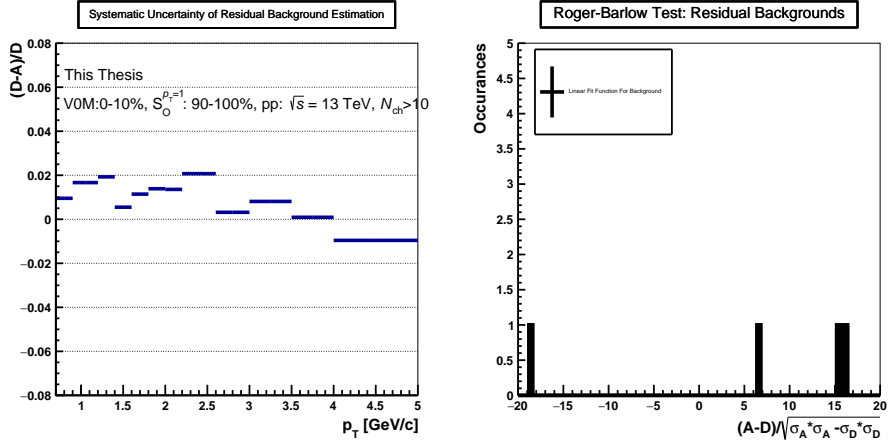 Systematic Uncertainty of Residual Background Estimation
(D-A)/D
0.08
0.06
0.04
0.02
0
−0.02
−0.04
−0.06
−0.08
This Thesis
V0M:0-10%, S_O^{p_T=1}: 90-100%, pp: √s = 13 TeV, N_ch>10
1 1.5 2 2.5 3 3.5 4 4.5 5
p_T [GeV/c]
Roger-Barlow Test: Residual Backgrounds
Occurances
5
4.5
4
3.5
3
2.5
2
1.5
1
0.5
0
Linear Fit Function For Background
−20 −15 −10 −5 0 5 10 15 20
(A-D)/√σ_A*σ_A -σ_D*σ_D